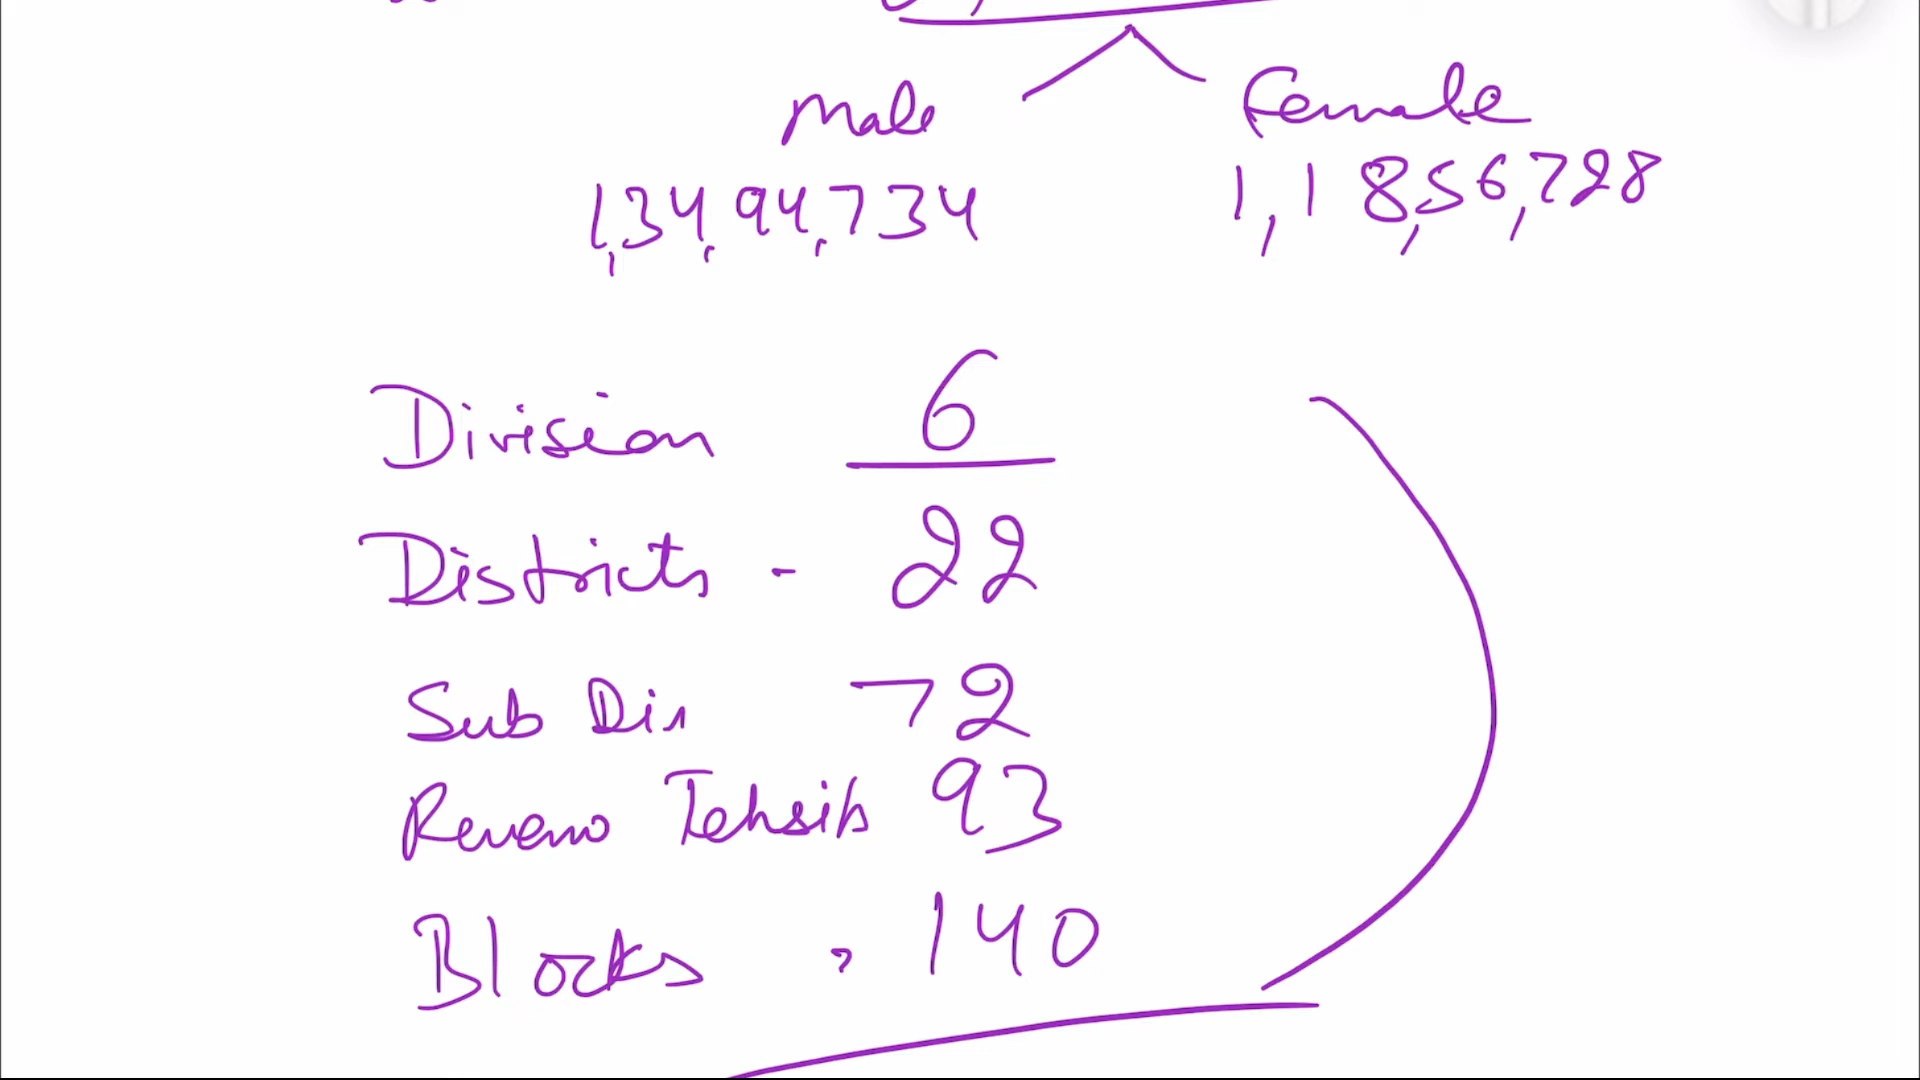 Male Female
1,34,94,734 1,18,56,728
Division 6
Districts - 22
Sub Div 72
Revenue Tehsils 93
Blocks , 140